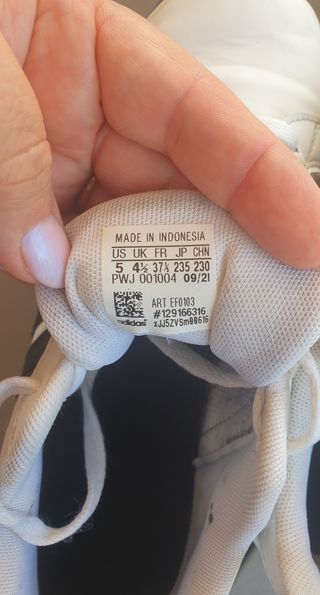 MADE IN INDONESIA
US UK FR JP CHN
5 4½ 37⅓ 235 230
PWJ 001004 09/21
ART EF0103
#129166316
adidas xJJ5ZVSm00616